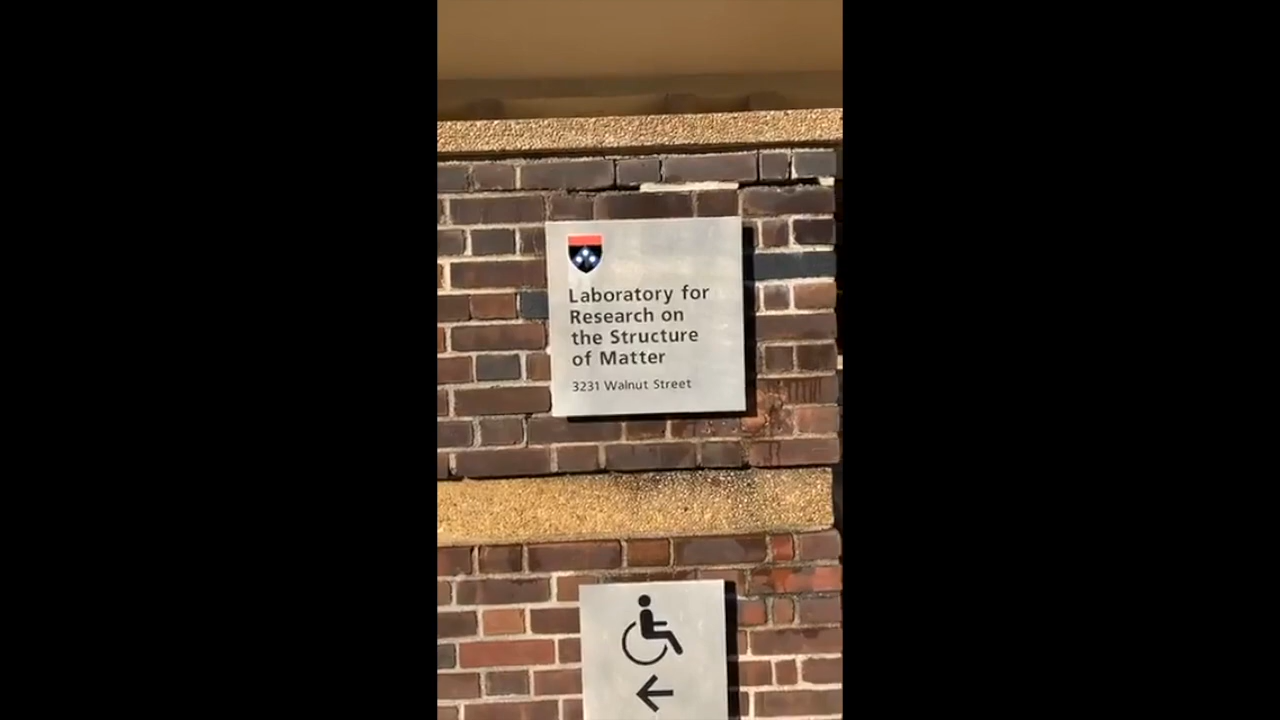 Laboratory for
Research on
the Structure
of Matter
3231 Walnut Street